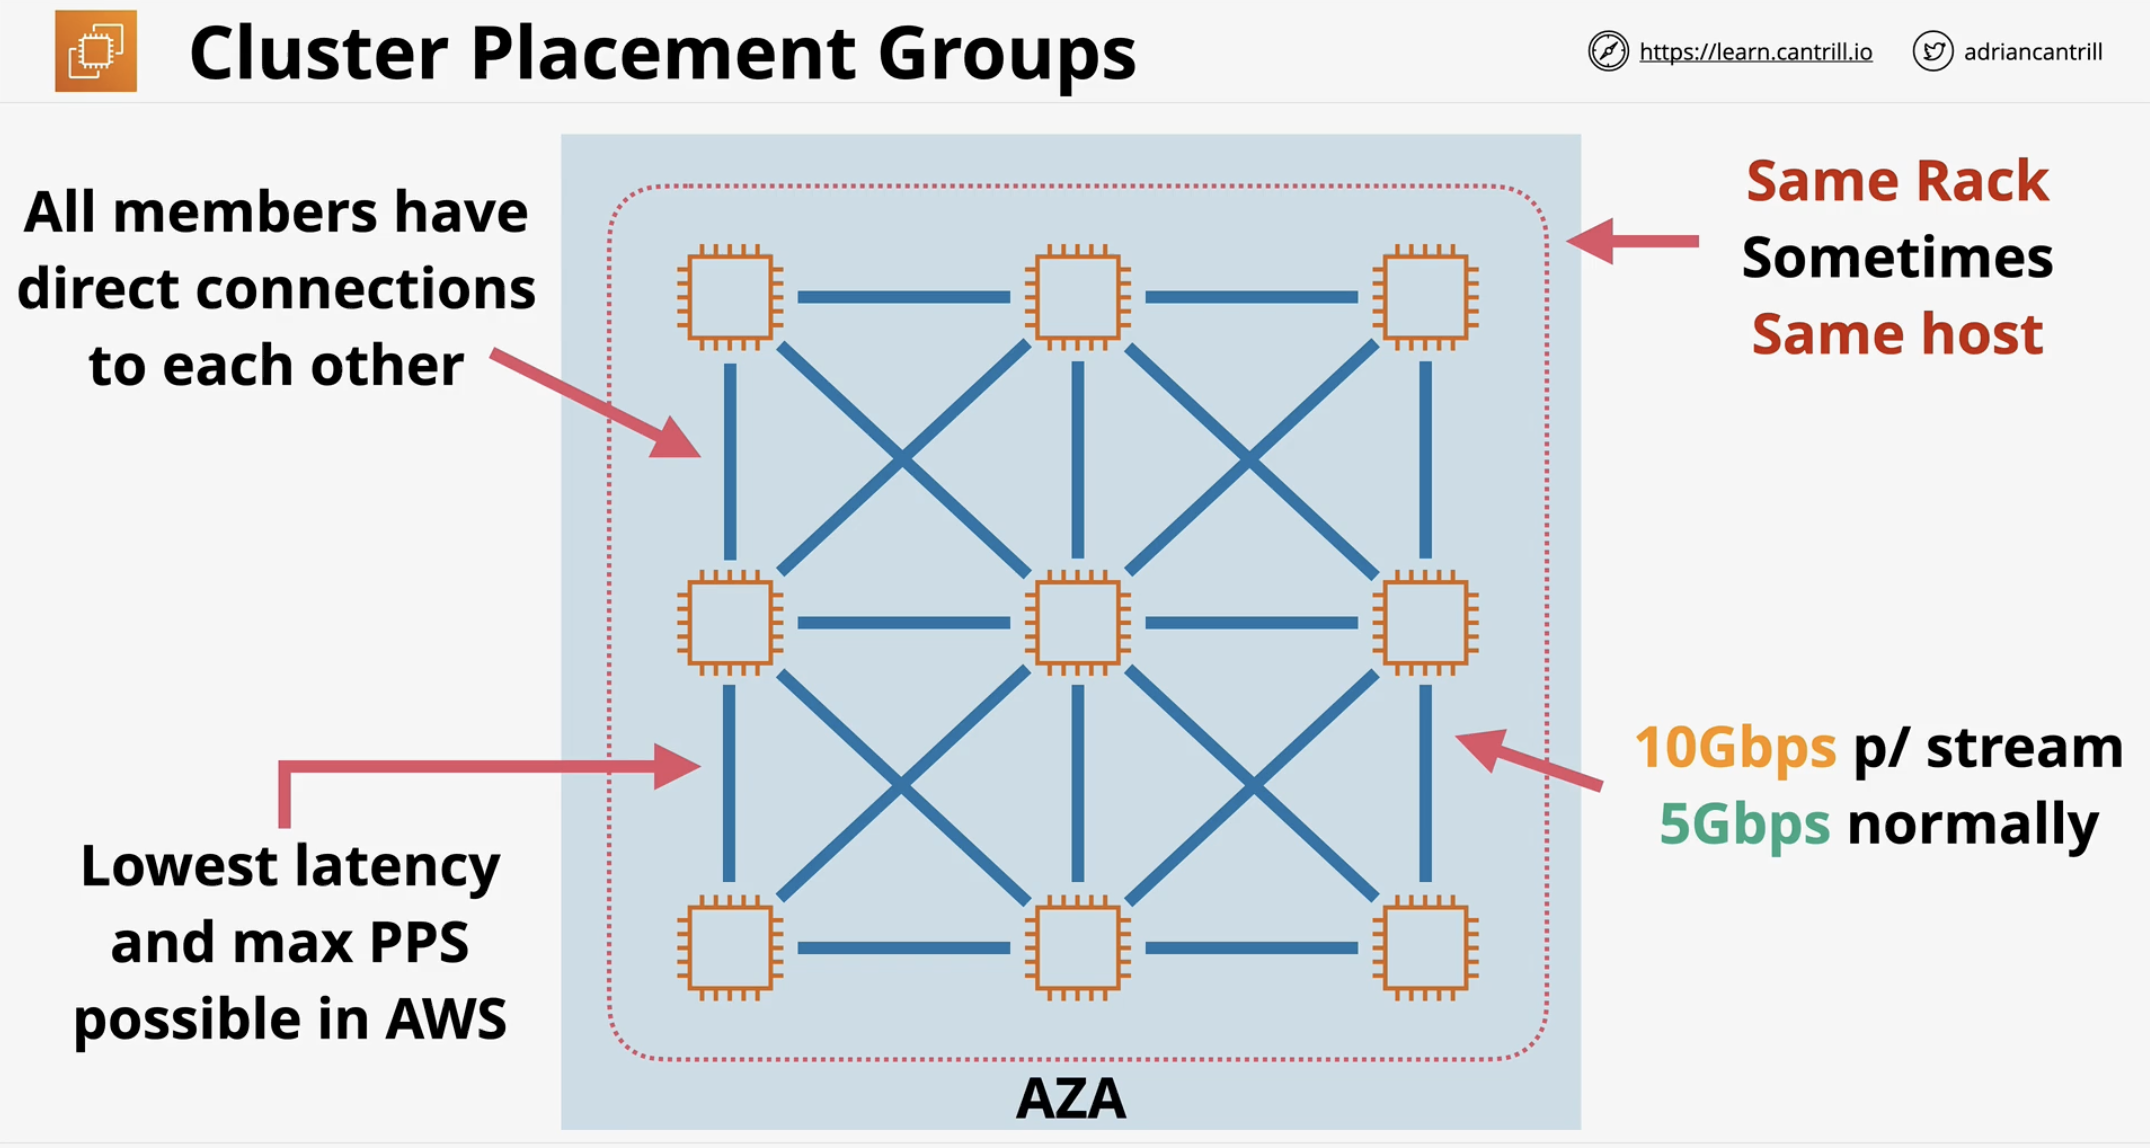 Cluster Placement Groups
https://learn.cantrill.io
adriancantrill
All members have
direct connections
to each other
Same Rack
Sometimes
Same host
10Gbps p/ stream
5Gbps normally
Lowest latency
and max PPS
possible in AWS
AZA